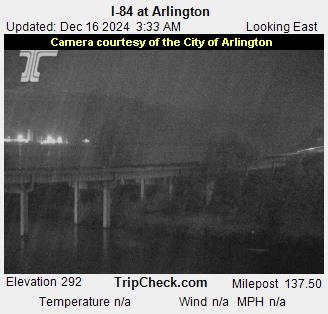 I-84 at Arlington
Updated: Dec 16 2024 3:33 AM Looking East
Camera courtesy of the City of Arlington
Elevation 292 TripCheck.com Milepost 137.50
Temperature n/a Wind n/a MPH n/a